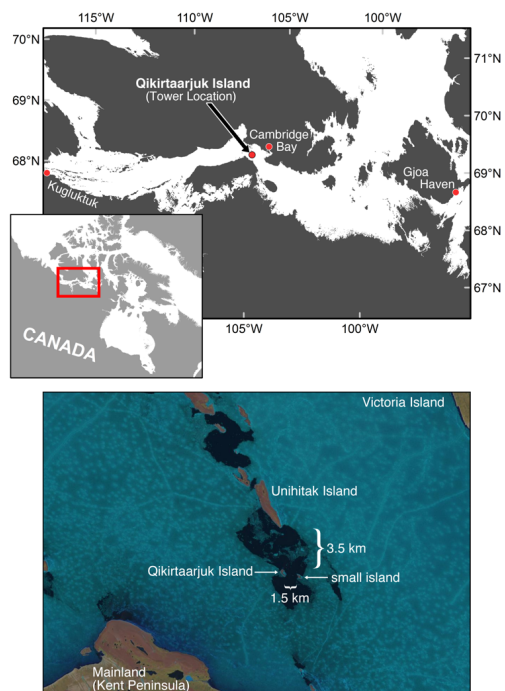 115°W 110°W 105°W 100°W
70°N
71°N
Qikirtaarjuk Island
(Tower Location)
69°N
70°N
Cambridge
Bay
68°N
69°N
Gjoa
Haven
Kugluktuk
68°N
67°N
105°W 100°W
CANADA
Victoria Island
Unihitak Island
3.5 km
Qikirtaarjuk Island
small island
1.5 km
Mainland
(Kent Peninsula)